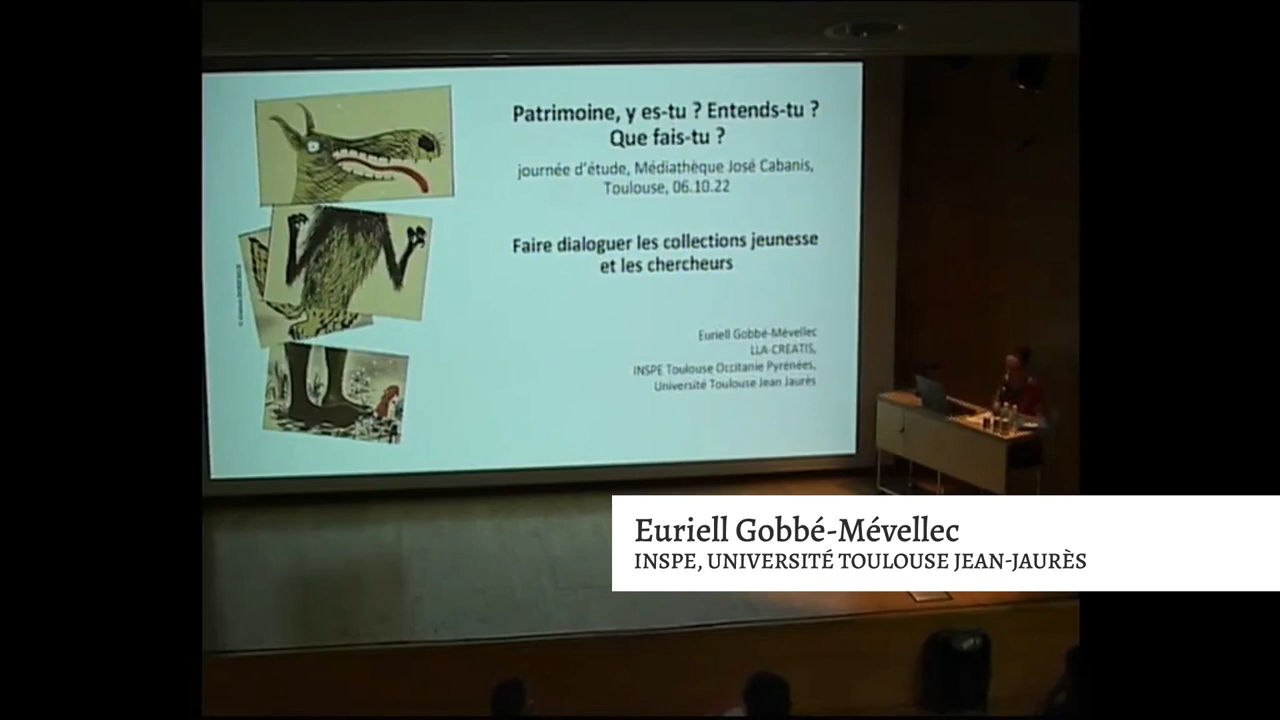 Patrimoine, y es-tu ? Entends-tu ?
Que fais-tu ?
journée d'étude, Médiathèque José Cabanis,
Toulouse, 06.10.22
Faire dialoguer les collections jeunesse
et les chercheurs
Euriell Gobbé-Mévellec
LLA-CREATIS,
INSPE Toulouse Occitanie Pyrénées,
Université Toulouse Jean Jaurès
Euriell Gobbé-Mévellec
INSPE, UNIVERSITÉ TOULOUSE JEAN-JAURÈS